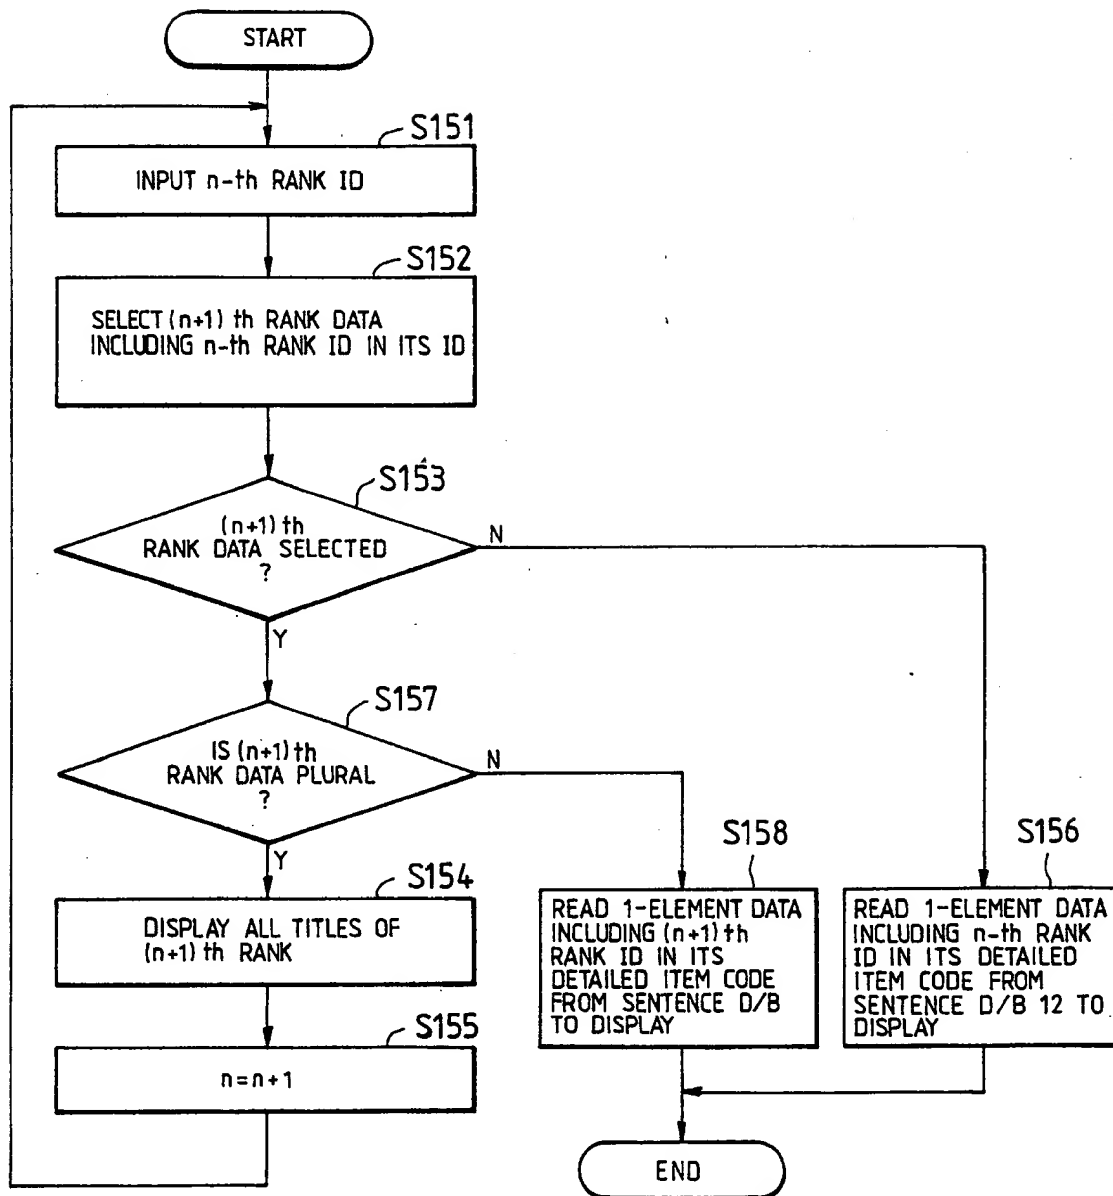 START
S151
INPUT n-th RANK ID
S152
SELECT (n+1) th RANK DATA
INCLUDING n-th RANK ID IN ITS ID
S153
(n+1) th
RANK DATA SELECTED
?
N
Y
S157
IS (n+1) th
RANK DATA PLURAL
?
N
Y
S154
DISPLAY ALL TITLES OF
(n+1) th RANK
S155
n=n+1
S158
READ 1-ELEMENT DATA
INCLUDING (n+1) th
RANK ID IN ITS
DETAILED ITEM CODE
FROM SENTENCE D/B
TO DISPLAY
S156
READ 1-ELEMENT DATA
INCLUDING n-th RANK
ID IN ITS DETAILED
ITEM CODE FROM
SENTENCE D/B 12 TO
DISPLAY
END